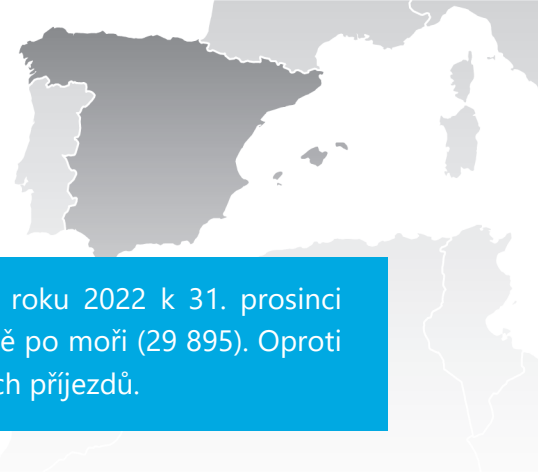 roku 2022 k 31. prosinci
ě po moři (29 895). Oproti
ch příjezdů.